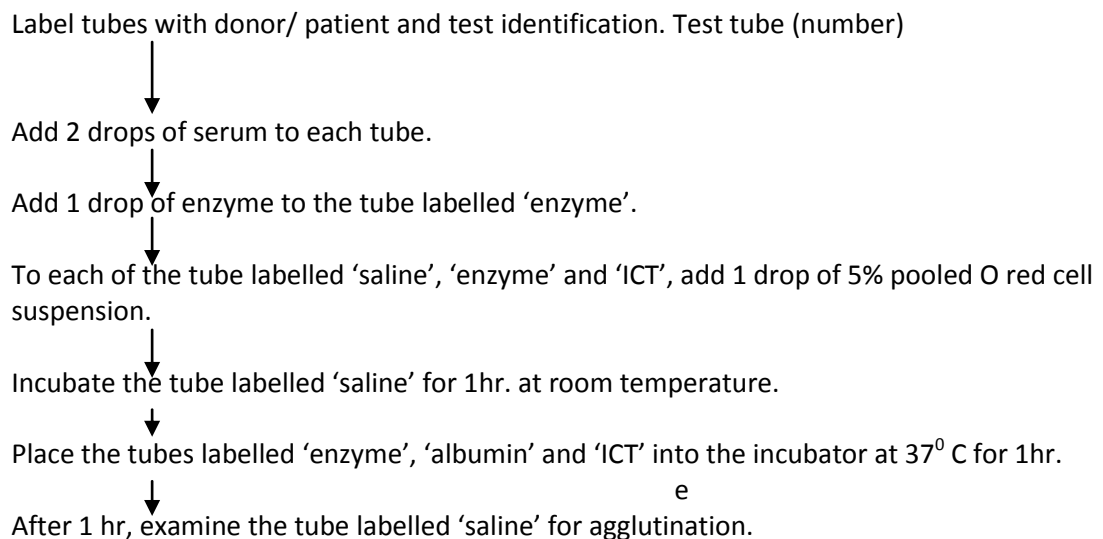 Label tubes with donor/ patient and test identification. Test tube (number)
Add 2 drops of serum to each tube.
Add 1 drop of enzyme to the tube labelled ‘enzyme’.
To each of the tube labelled ‘saline’, ‘enzyme’ and ‘ICT’, add 1 drop of 5% pooled O red cell
suspension.
Incubate the tube labelled ‘saline’ for 1hr. at room temperature.
Place the tubes labelled ‘enzyme’, ‘albumin’ and ‘ICT’ into the incubator at 37⁰ C for 1hr.
e
After 1 hr, examine the tube labelled ‘saline’ for agglutination.